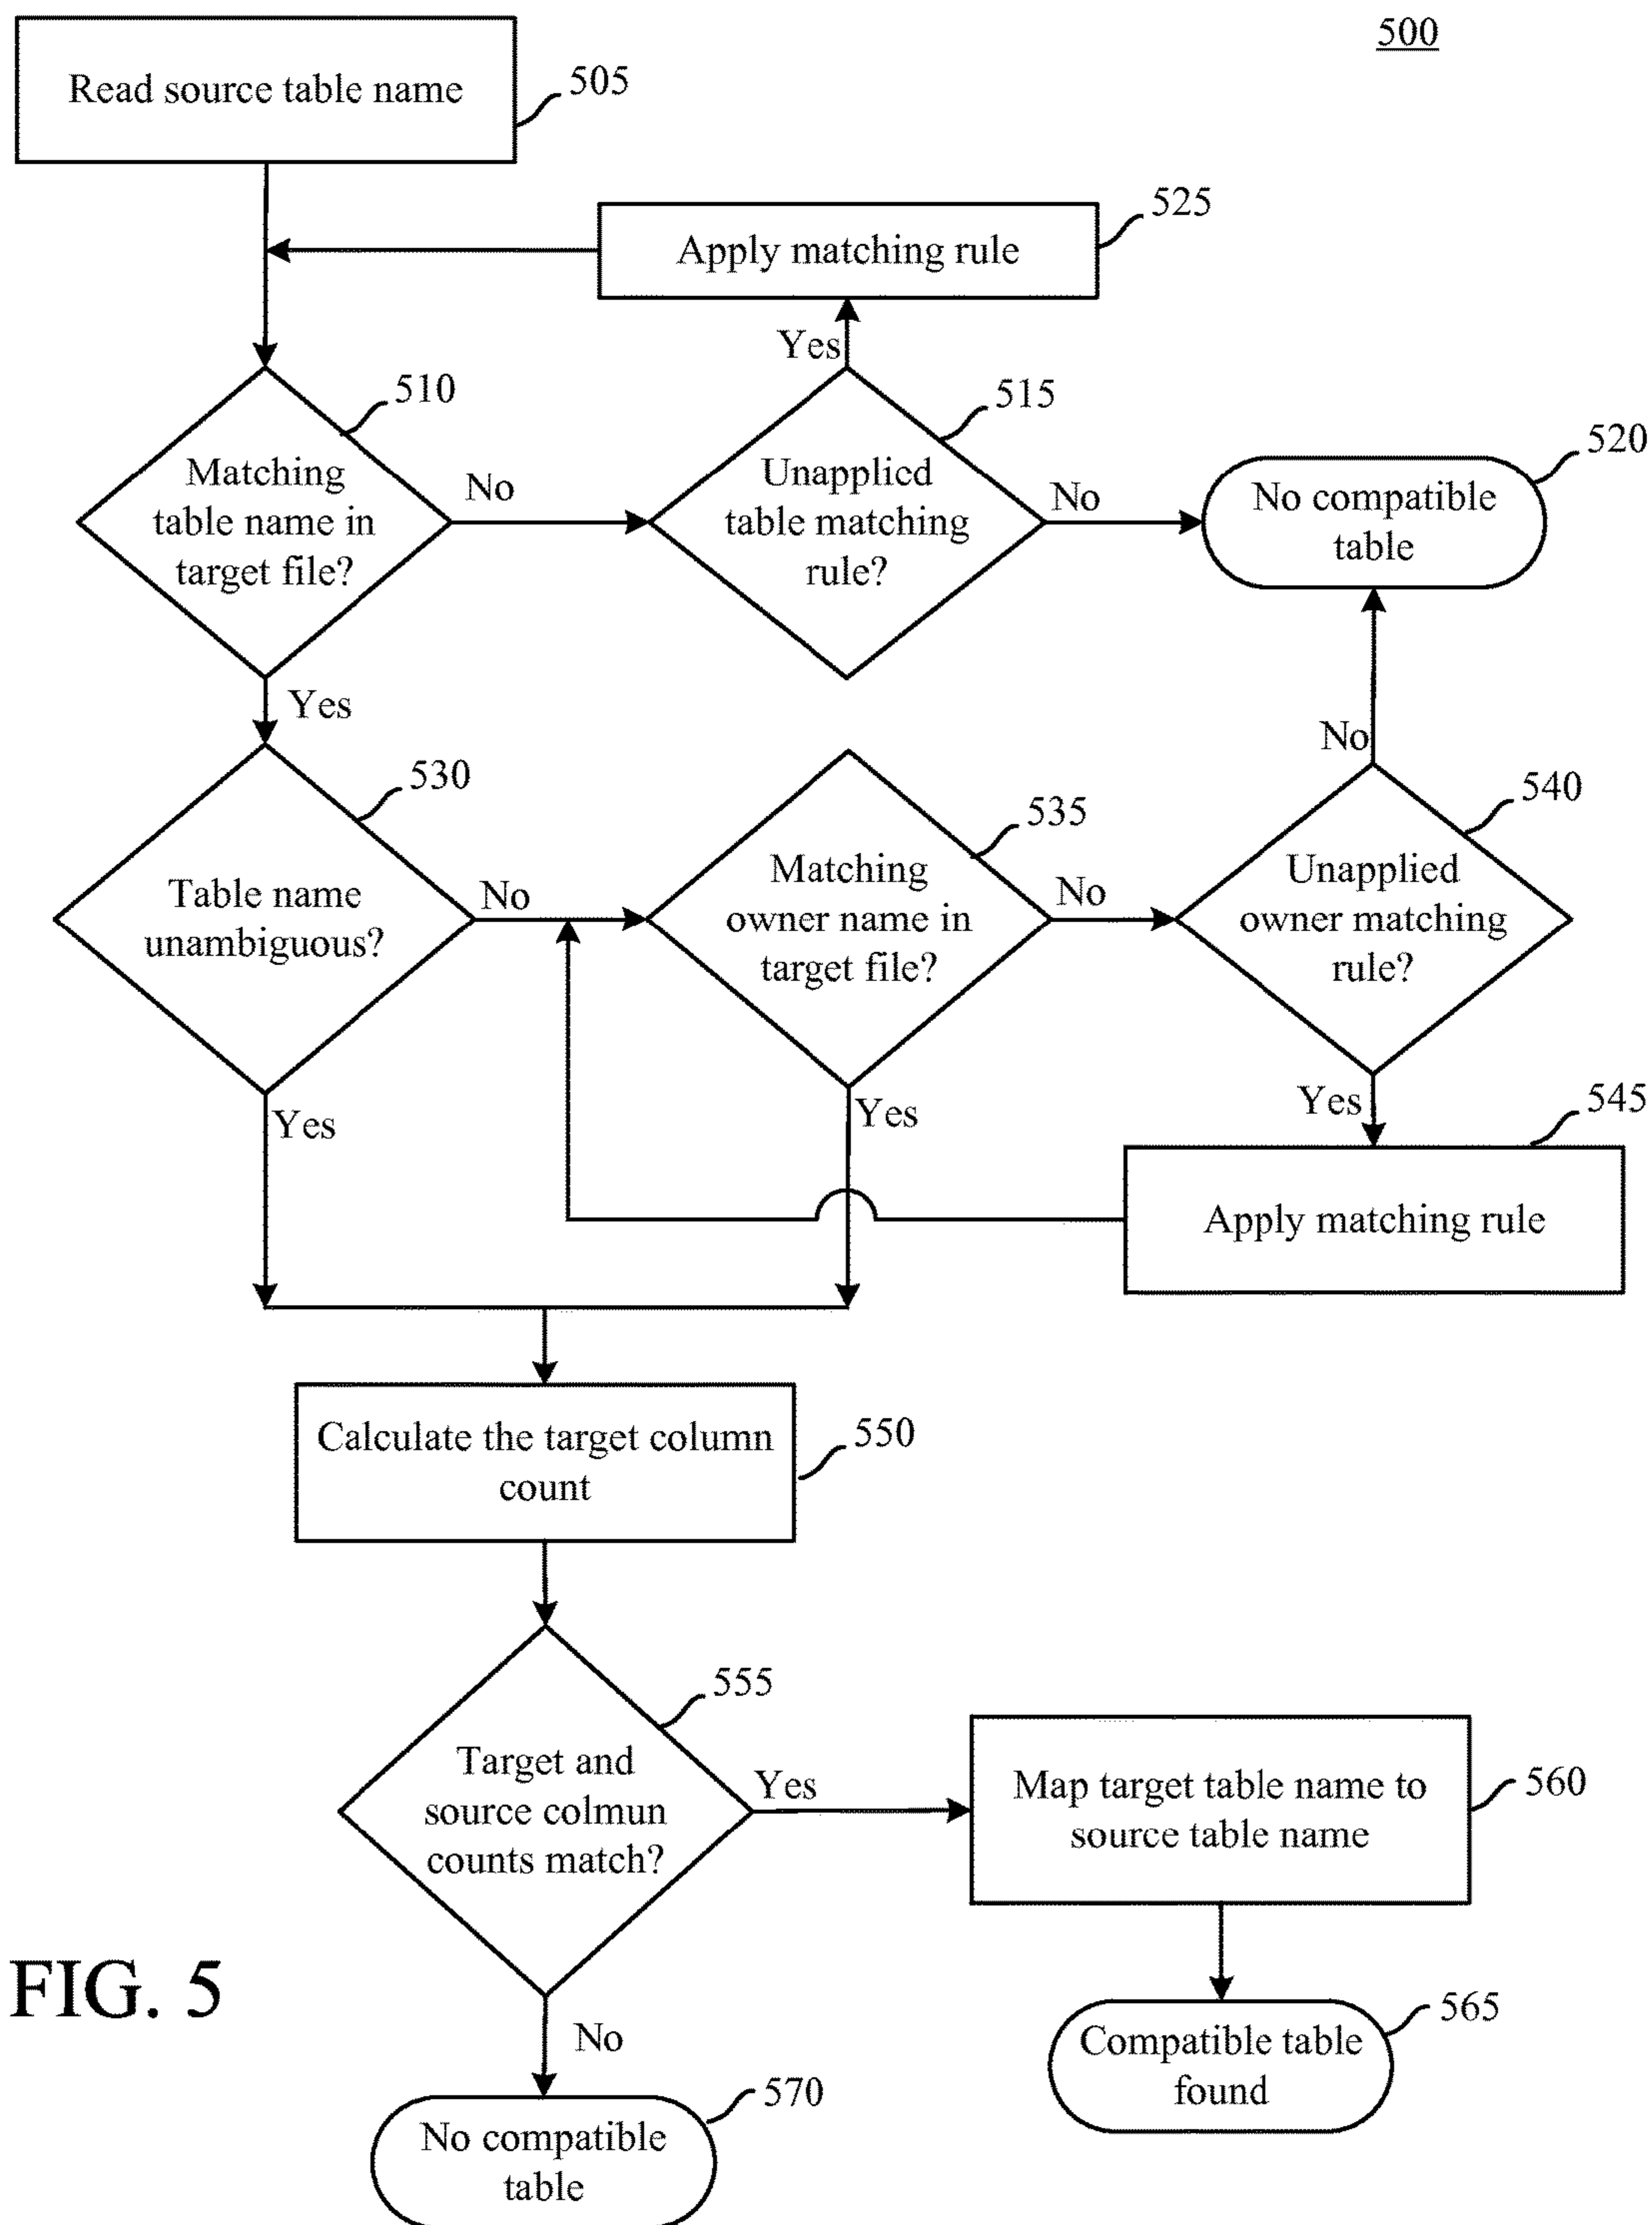 500
Read source table name
505
525
Apply matching rule
Yes
510
515
520
Matching
table name in
target file?
No
Unapplied
table matching
rule?
No
No compatible
table
Yes
No
530
535
540
Table name
unambiguous?
No
Matching
owner name in
target file?
No
Unapplied
owner matching
rule?
Yes
Yes
Yes
545
Apply matching rule
Calculate the target column
count
550
555
Target and
source colmun
counts match?
Yes
Map target table name to
source table name
560
FIG. 5
No
565
Compatible table
found
570
No compatible
table